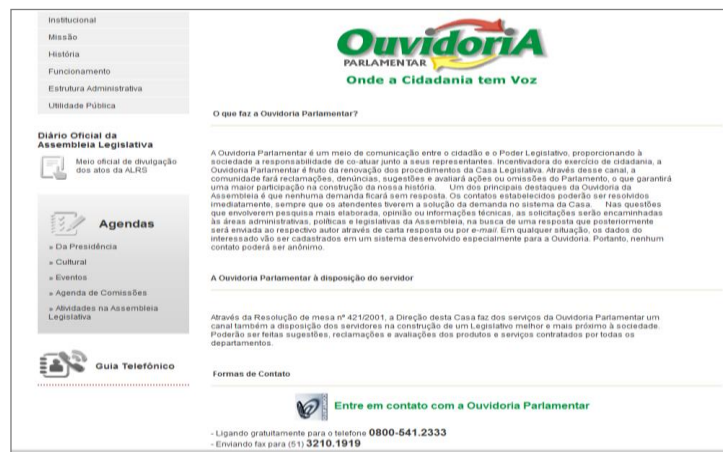 Institucional
Missão
História
Funcionamento
Estrutura Administrativa
Utilidade Pública
Diário Oficial da
Assembleia Legislativa
Meio oficial de divulgação
dos atos da ALRS
Agendas
» Da Presidência
» Cultural
» Eventos
» Agenda de Comissões
» Atividades na Assembleia
Legislativa
Guia Telefônico
OuvidoriA
PARLAMENTAR
Onde a Cidadania tem Voz
O que faz a Ouvidoria Parlamentar?
A Ouvidoria Parlamentar é um meio de comunicação entre o cidadão e o Poder Legislativo, proporcionando à
sociedade a responsabilidade de co-atuar junto a seus representantes. Incentivadora do exercício de cidadania, a
Ouvidoria Parlamentar é fruto da renovação dos procedimentos da Casa Legislativa. Através desse canal, a
comunidade fará reclamações, denúncias, sugestões e avaliará ações ou omissões do Parlamento, o que garantirá
uma maior participação na construção da nossa história. Um dos principais destaques da Ouvidoria da
Assembleia é que nenhuma demanda ficará sem resposta. Os contatos estabelecidos poderão ser resolvidos
imediatamente, sempre que os atendentes tiverem a solução da demanda no sistema da Casa. Nas questões
que envolverem pesquisa mais elaborada, opinião ou informações técnicas, as solicitações serão encaminhadas
às áreas administrativas, políticas e legislativas da Assembleia, na busca de uma resposta que posteriormente
será enviada ao respectivo autor através de carta resposta ou por e-mail. Em qualquer situação, os dados do
interessado vão ser cadastrados em um sistema desenvolvido especialmente para a Ouvidoria. Portanto, nenhum
contato poderá ser anônimo.
A Ouvidoria Parlamentar à disposição do servidor
Através da Resolução de mesa nº 421/2001, a Direção desta Casa faz dos serviços da Ouvidoria Parlamentar um
canal também a disposição dos servidores na construção de um Legislativo melhor e mais próximo à sociedade.
Poderão ser feitas sugestões, reclamações e avaliações dos produtos e serviços contratados por todas os
departamentos.
Formas de Contato
Entre em contato com a Ouvidoria Parlamentar
- Ligando gratuitamente para o telefone 0800-541.2333
- Enviando fax para (51) 3210.1919